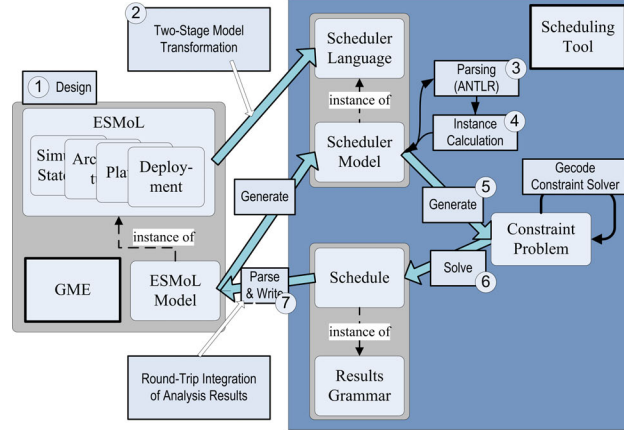 2
Two-Stage Model
Transformation
Scheduler
Language
Scheduling
Tool
1 Design
ESMoL
Deploy-
ment
instance of
Parsing
(ANTLR)
3
Scheduler
Model
Instance
Calculation
4
Generate
Generate
5
Gecode
Constraint Solver
Constraint
Problem
instance of
GME
ESMoL
Model
Parse
& Write
7
Schedule
Solve
6
instance of
Round-Trip Integration
of Analysis Results
Results
Grammar